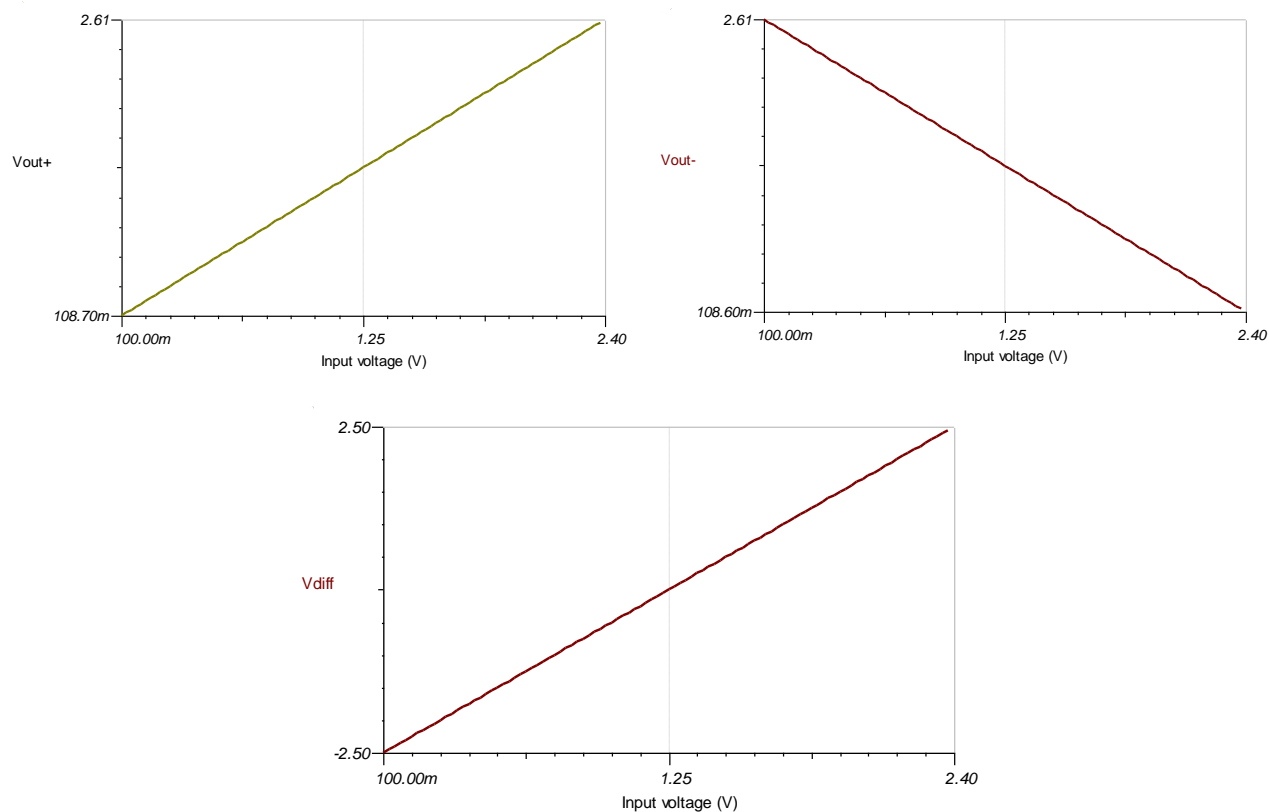 2.61
Vout+
108.70m
100.00m 1.25 2.40
Input voltage (V)
2.61
Vout-
108.60m
100.00m 1.25 2.40
Input voltage (V)
2.50
Vdiff
-2.50
100.00m 1.25 2.40
Input voltage (V)